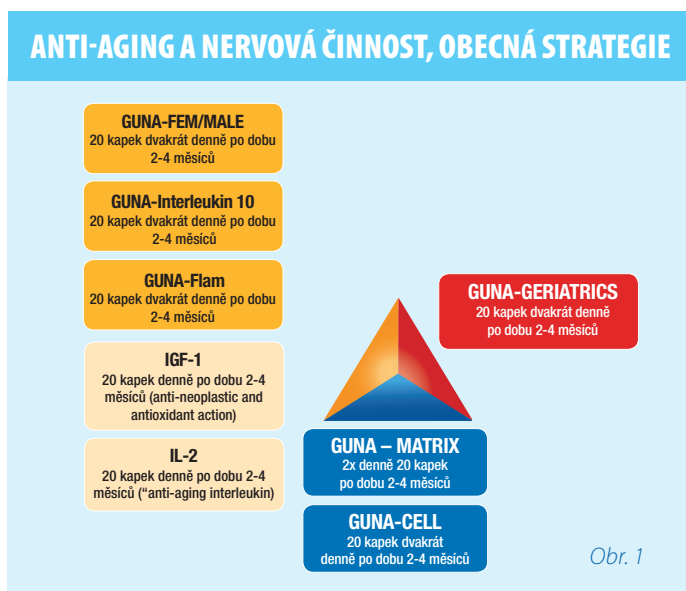 ANTI-AGING A NERVOVÁ ČINNOST, OBECNÁ STRATEGIE
GUNA-FEM/MALE
20 kapek dvakrát denně po dobu
2-4 měsíců
GUNA-Interleukin 10
20 kapek dvakrát denně po dobu
2-4 měsíců
GUNA-Flam
20 kapek dvakrát denně po dobu
2-4 měsíců
IGF-1
20 kapek denně po dobu 2-4
měsíců (anti-neoplastic and
antioxidant action)
IL-2
20 kapek denně po dobu 2-4
měsíců (“anti-aging interleukin)
GUNA-GERIATRICS
20 kapek dvakrát denně
po dobu 2-4 měsíců
GUNA – MATRIX
2x denně 20 kapek
po dobu 2-4 měsíců
GUNA-CELL
20 kapek dvakrát
denně po dobu 2-4 měsíců
Obr. 1